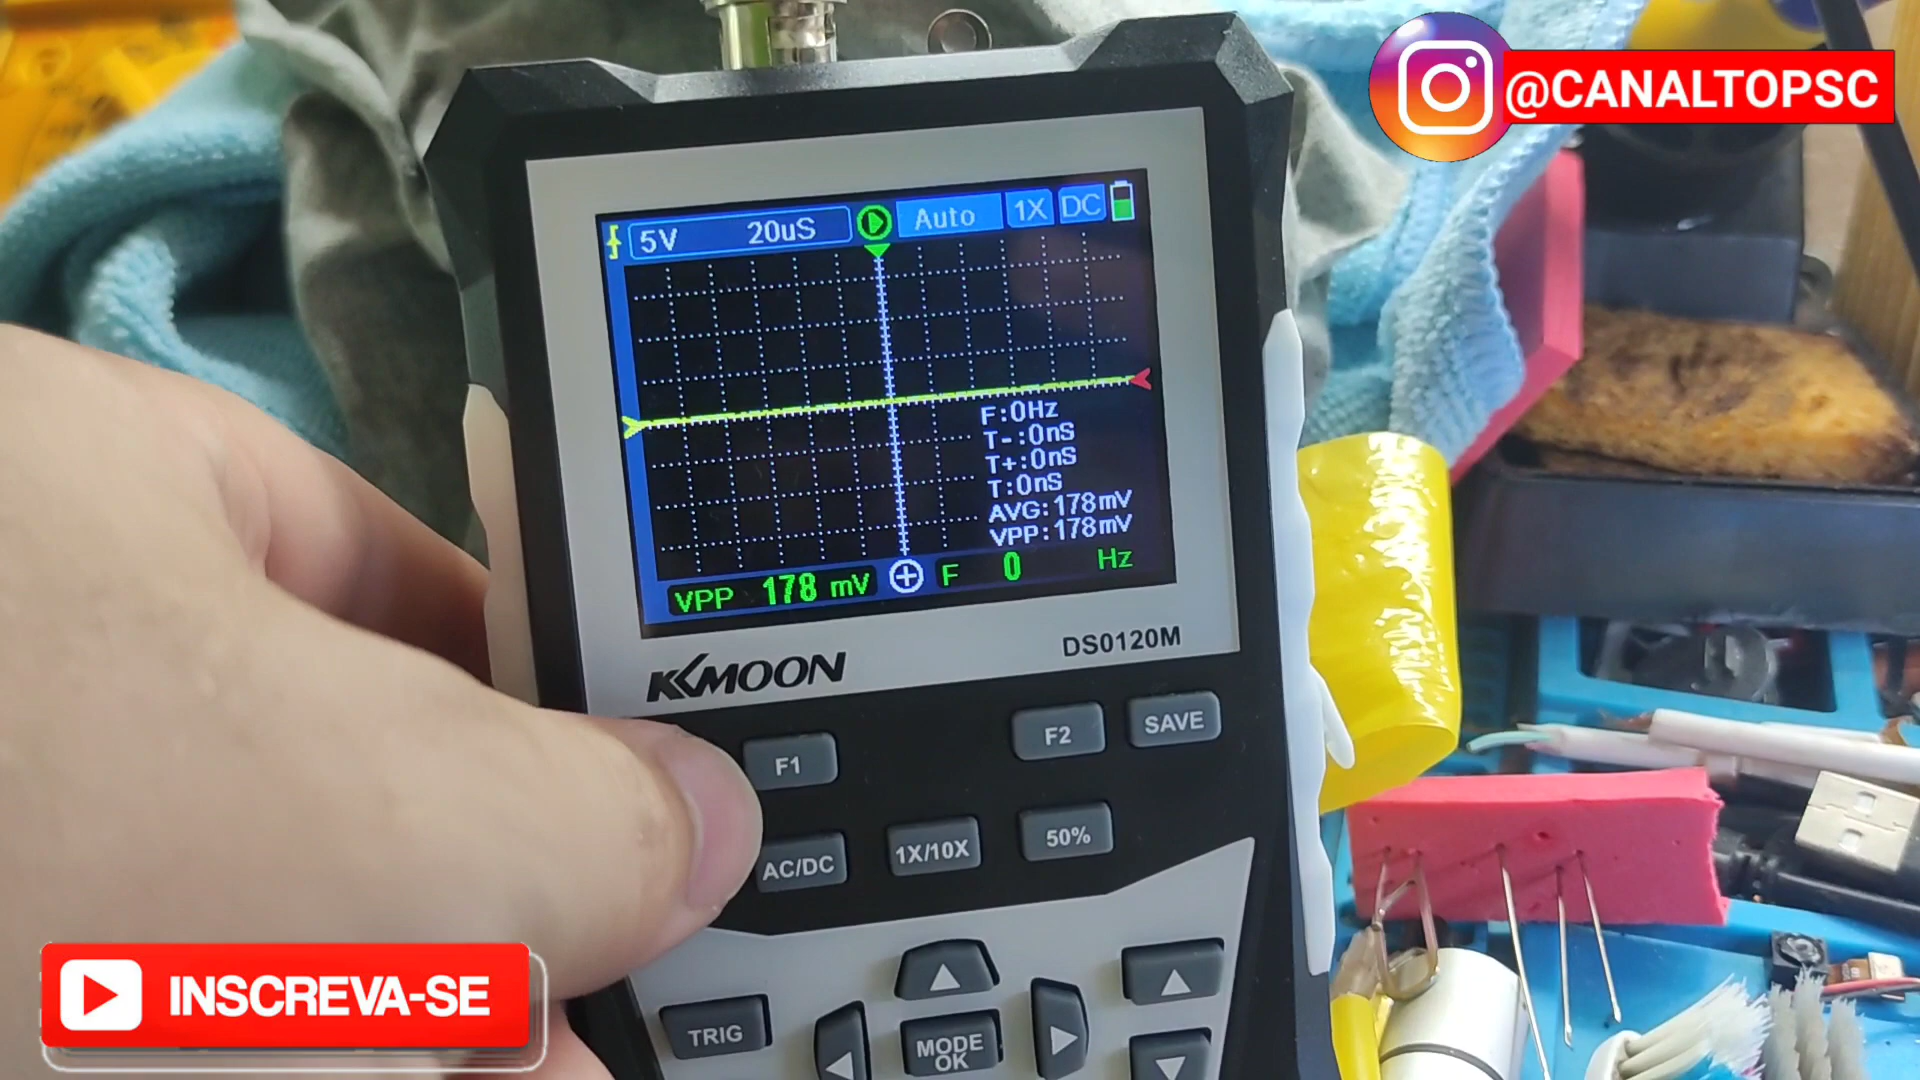 @CANALTOPSC
5V 20uS Auto 1X DC
F:0Hz
T-:0nS
T+:0nS
T:0nS
AVG:178mV
VPP:178mV
VPP 178 mV F 0 Hz
KKMOON DS0120M
F1 F2 SAVE
AC/DC 1X/10X 50%
TRIG MODE
OK
INSCREVA-SE